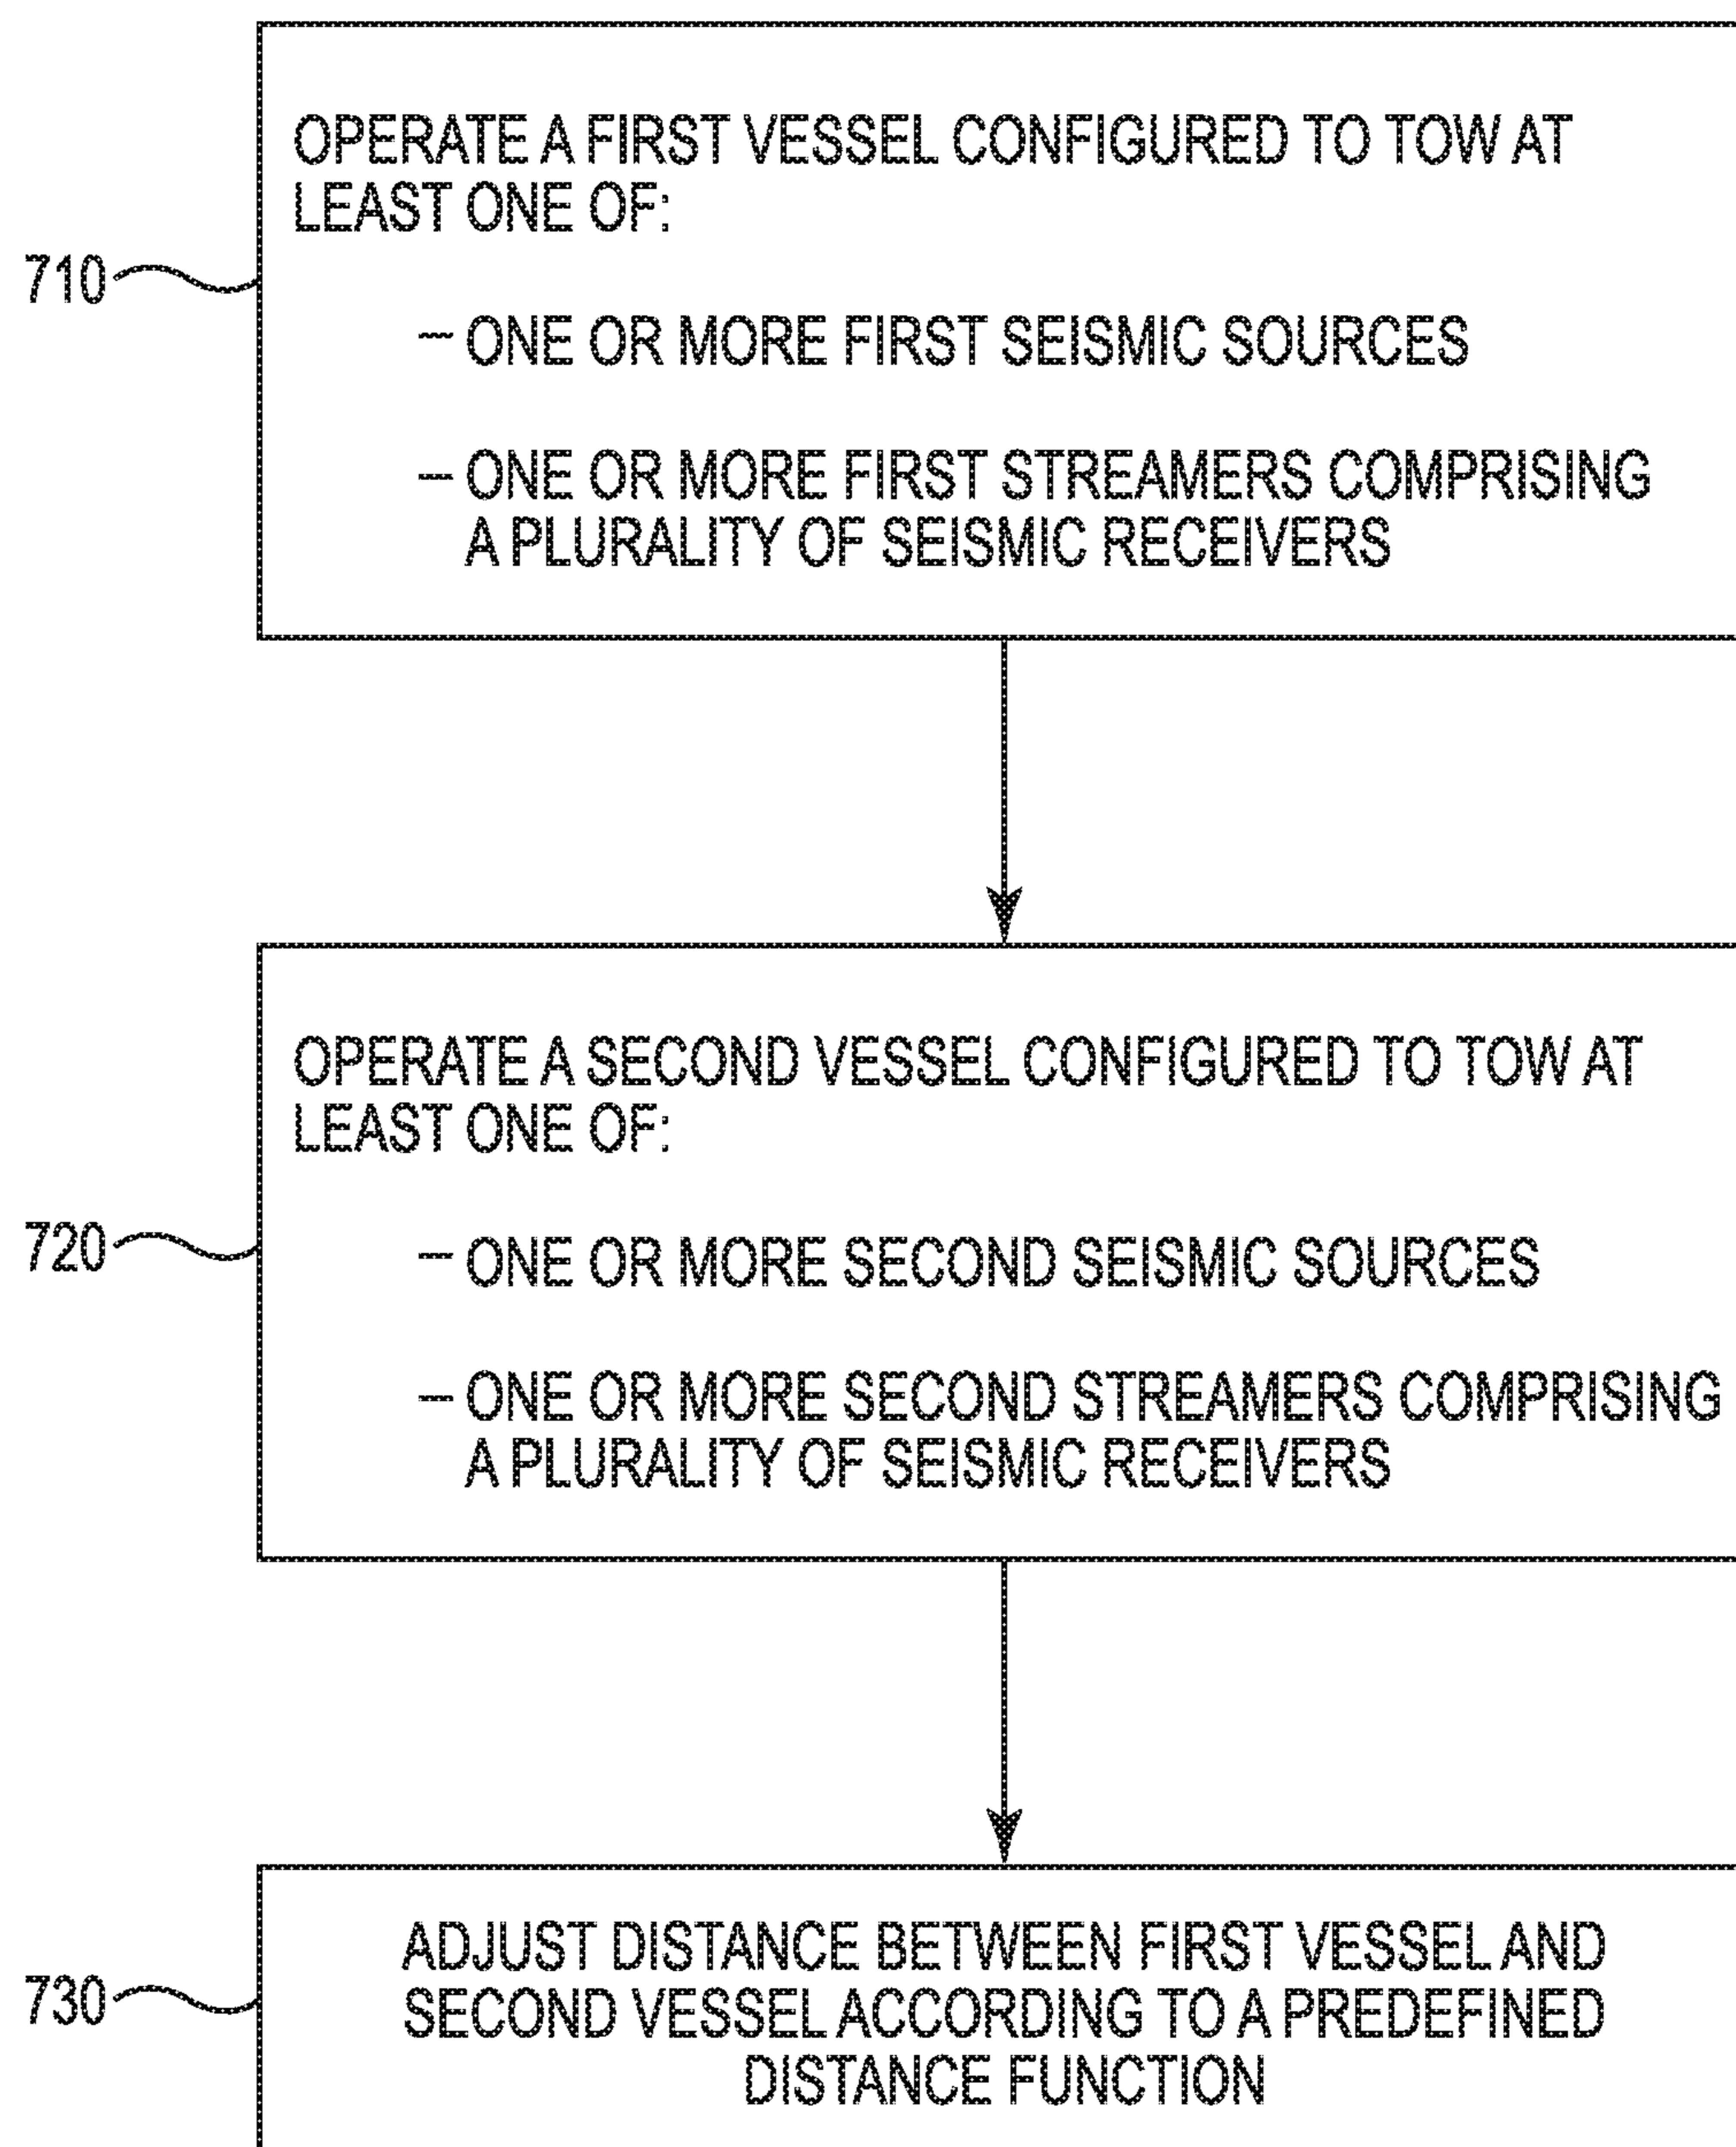 OPERATE A FIRST VESSEL CONFIGURED TO TOW AT
LEAST ONE OF:
710
– ONE OR MORE FIRST SEISMIC SOURCES
– ONE OR MORE FIRST STREAMERS COMPRISING
A PLURALITY OF SEISMIC RECEIVERS
OPERATE A SECOND VESSEL CONFIGURED TO TOW AT
LEAST ONE OF:
720
– ONE OR MORE SECOND SEISMIC SOURCES
– ONE OR MORE SECOND STREAMERS COMPRISING
A PLURALITY OF SEISMIC RECEIVERS
ADJUST DISTANCE BETWEEN FIRST VESSEL AND
730
SECOND VESSEL ACCORDING TO A PREDEFINED
DISTANCE FUNCTION